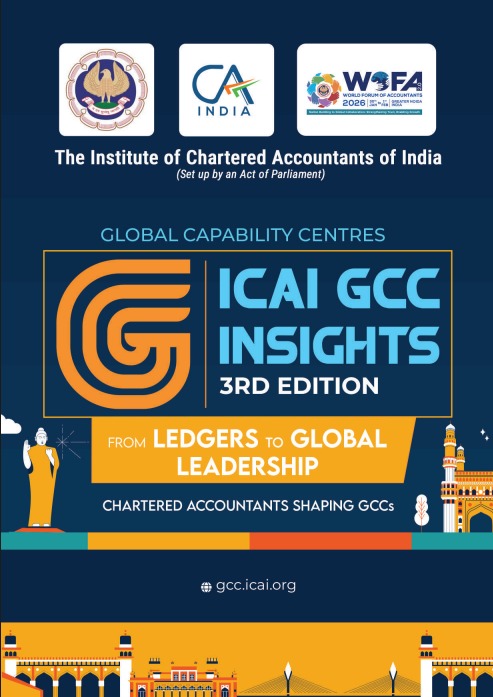 CA
INDIA
WOFA
WORLD FORUM OF ACCOUNTANTS
2026
GREATER NOIDA
INDIA
The Institute of Chartered Accountants of India
(Set up by an Act of Parliament)
GLOBAL CAPABILITY CENTRES
ICAI GCC
INSIGHTS
3RD EDITION
FROM LEDGERS TO GLOBAL
LEADERSHIP
CHARTERED ACCOUNTANTS SHAPING GCCs
gcc.icai.org